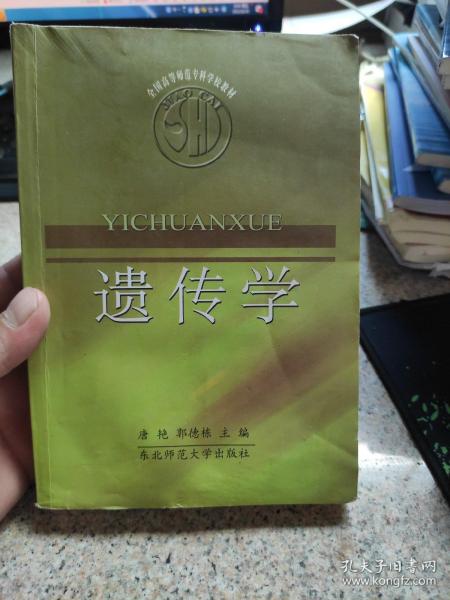 全国高等师范专科学校教材
JIAO CAI
YICHUANXUE
遗传学
唐艳 郭德栋 主编
东北师范大学出版社
孔夫子旧书网
www.kongfz.com